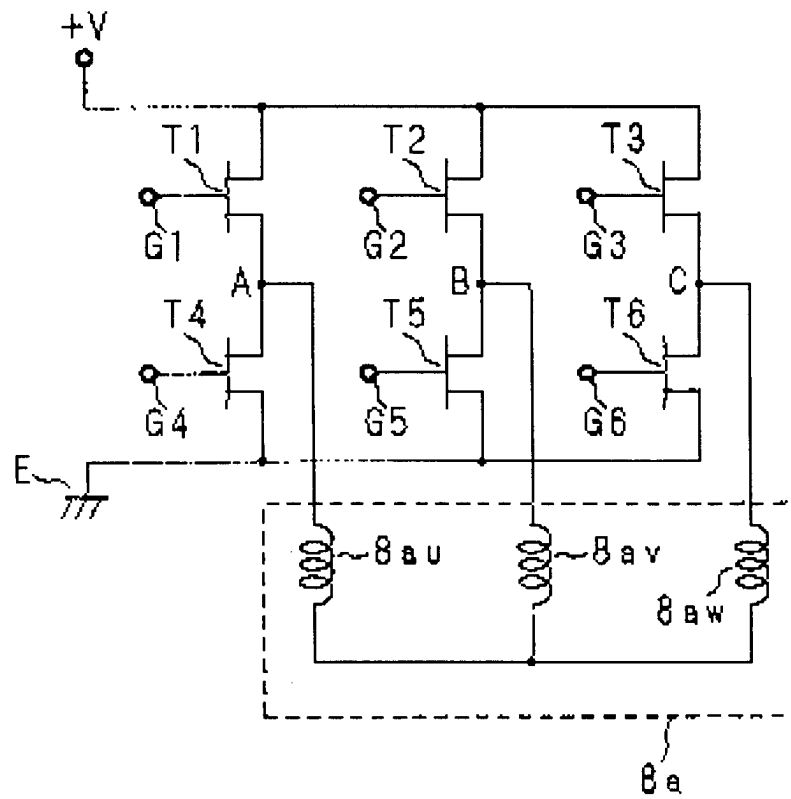 +V
T1 T2 T3
G1 G2 G3
A B C
T4 T5 T6
G4 G5 G6
E
8au 8av
8aw
8a